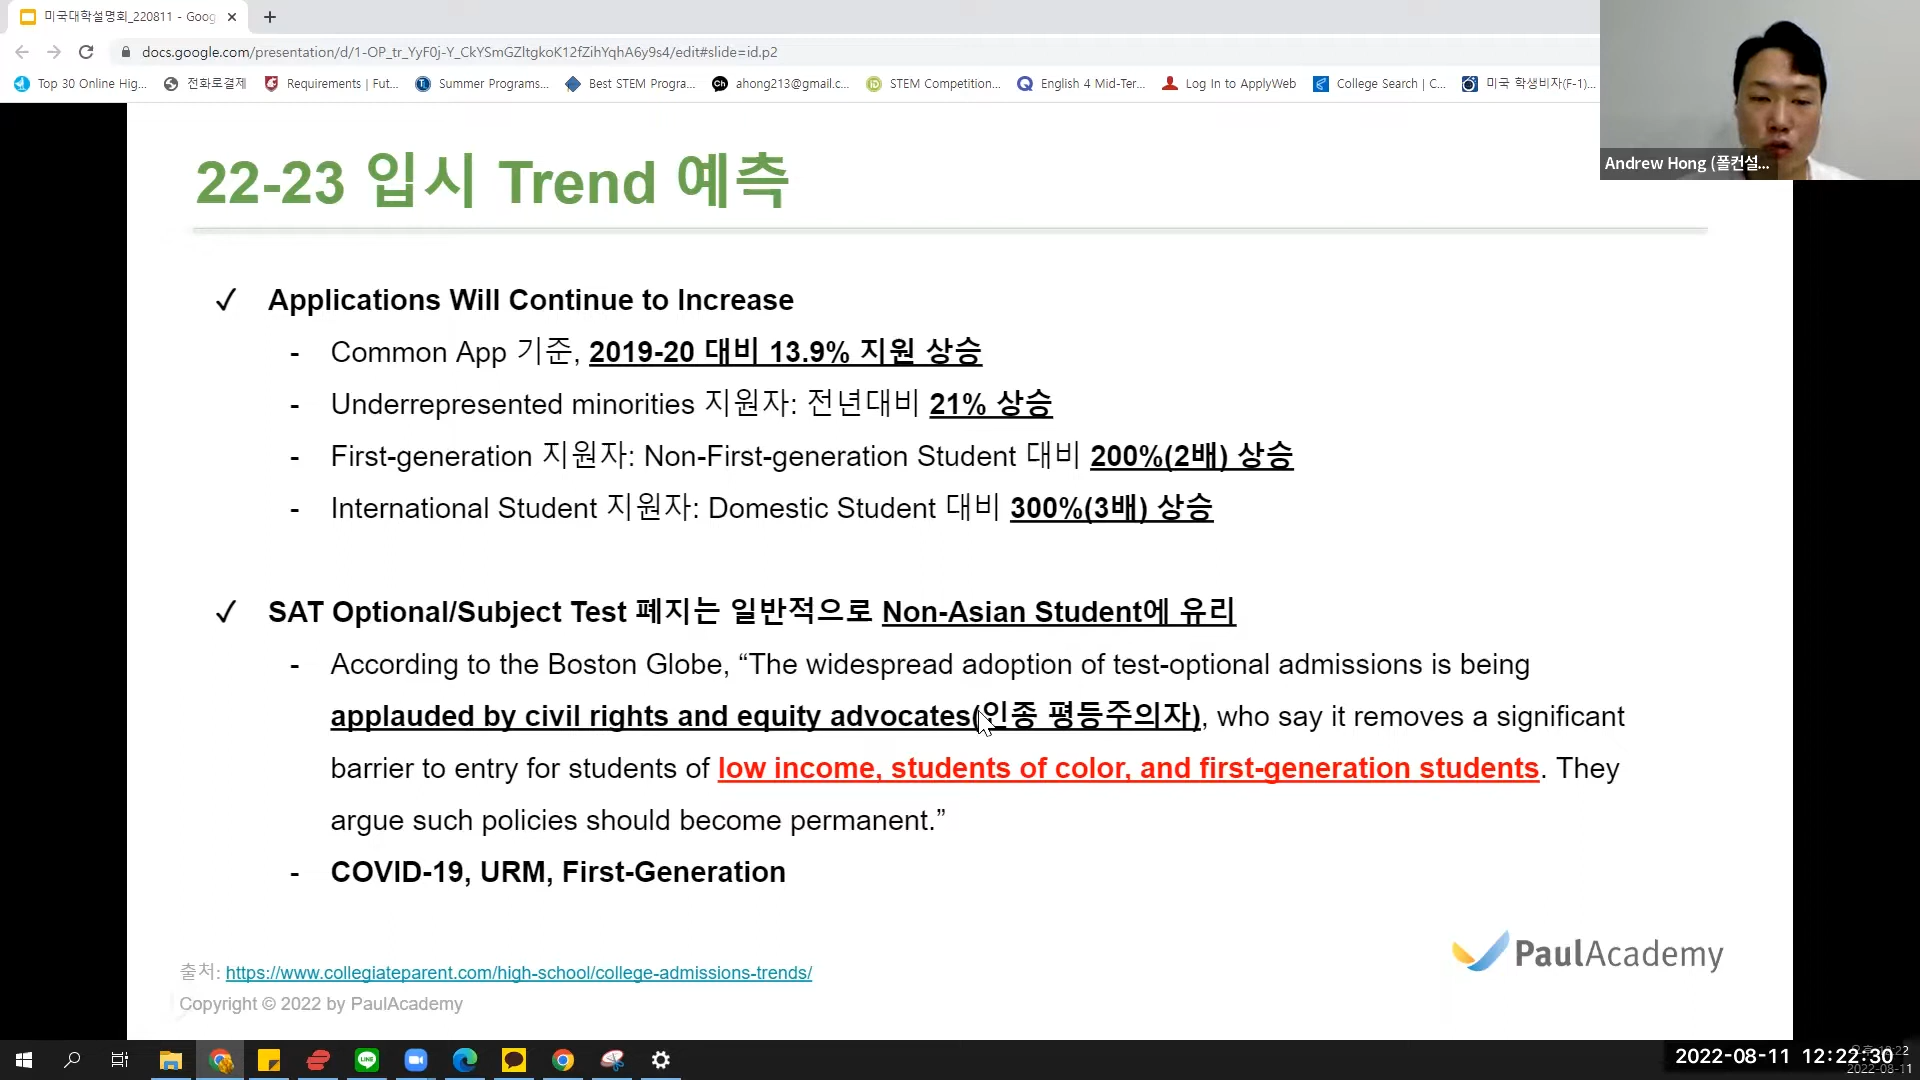 미국대학설명회_220811 - Goog
docs.google.com/presentation/d/1-OP_tr_YyF0j-Y_CkYSmGZltgkoK12fZihYqhA6y9s4/edit#slide=id.p2
Top 30 Online Hig... 전화로결제 Requirements | Fut... Summer Programs... Best STEM Progra... ahong213@gmail.c... STEM Competition... English 4 Mid-Ter... Log In to ApplyWeb College Search | C... 미국 학생비자(F-1)...
Andrew Hong (폴컨설...
22-23 입시 Trend 예측
✓ Applications Will Continue to Increase
- Common App 기준, 2019-20 대비 13.9% 지원 상승
- Underrepresented minorities 지원자: 전년대비 21% 상승
- First-generation 지원자: Non-First-generation Student 대비 200%(2배) 상승
- International Student 지원자: Domestic Student 대비 300%(3배) 상승
✓ SAT Optional/Subject Test 폐지는 일반적으로 Non-Asian Student에 유리
- According to the Boston Globe, “The widespread adoption of test-optional admissions is being
applauded by civil rights and equity advocates(인종 평등주의자), who say it removes a significant
barrier to entry for students of low income, students of color, and first-generation students. They
argue such policies should become permanent.”
- COVID-19, URM, First-Generation
PaulAcademy
출처: https://www.collegiateparent.com/high-school/college-admissions-trends/
Copyright © 2022 by PaulAcademy
2022-08-11 12:22:30
2022-08-11